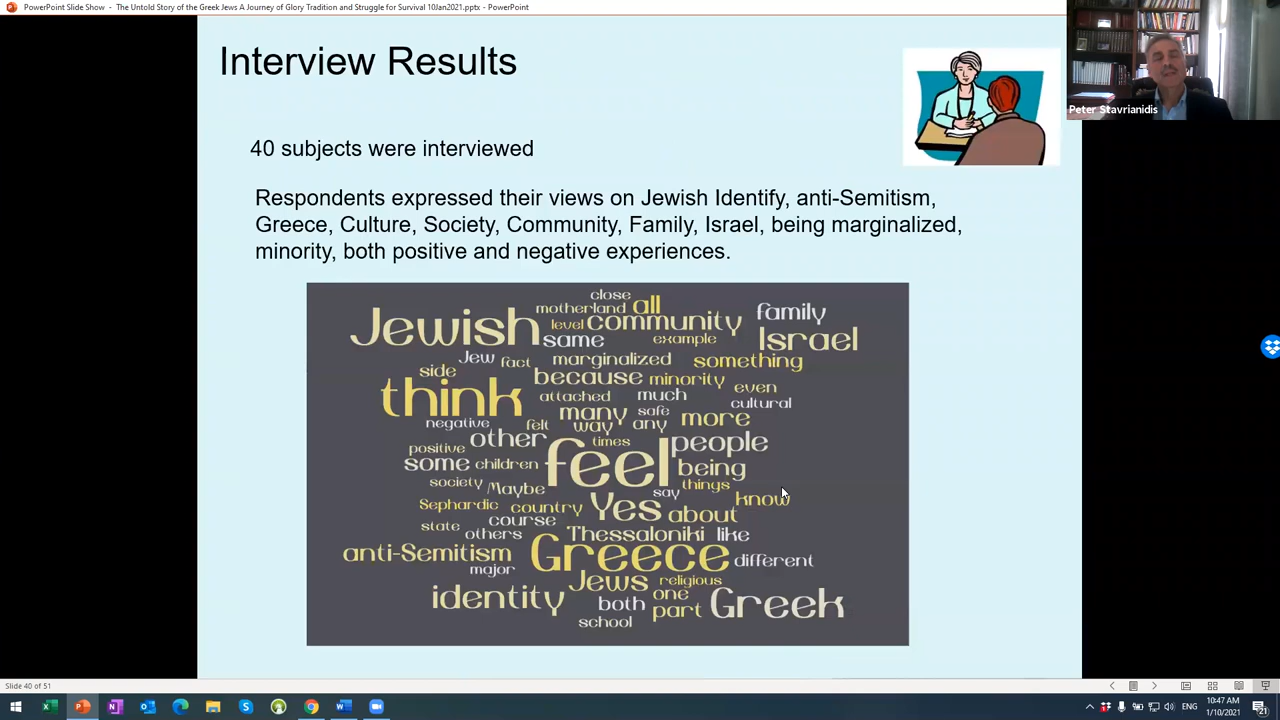 PowerPoint Slide Show - The Untold Story of the Greek Jews A Journey of Glory Tradition and Struggle for Survival 10Jan2021.pptx - PowerPoint
Interview Results
Peter Stavrianidis
40 subjects were interviewed
Respondents expressed their views on Jewish Identify, anti-Semitism,
Greece, Culture, Society, Community, Family, Israel, being marginalized,
minority, both positive and negative experiences.
close
motherland all family
Jewish level community
same example Israel
Jew fact marginalized something
side because minority even
think attached much cultural
many safe more
negative felt way any
other times people
positive feel
some children being
society Maybe say things
Sephardic country Yes know
state course about
others Thessaloniki like
anti-Semitism Greece different
major Jews religious
identity both one Greek
part
school
Slide 40 of 51
ENG 10:47 AM
1/10/2021 21